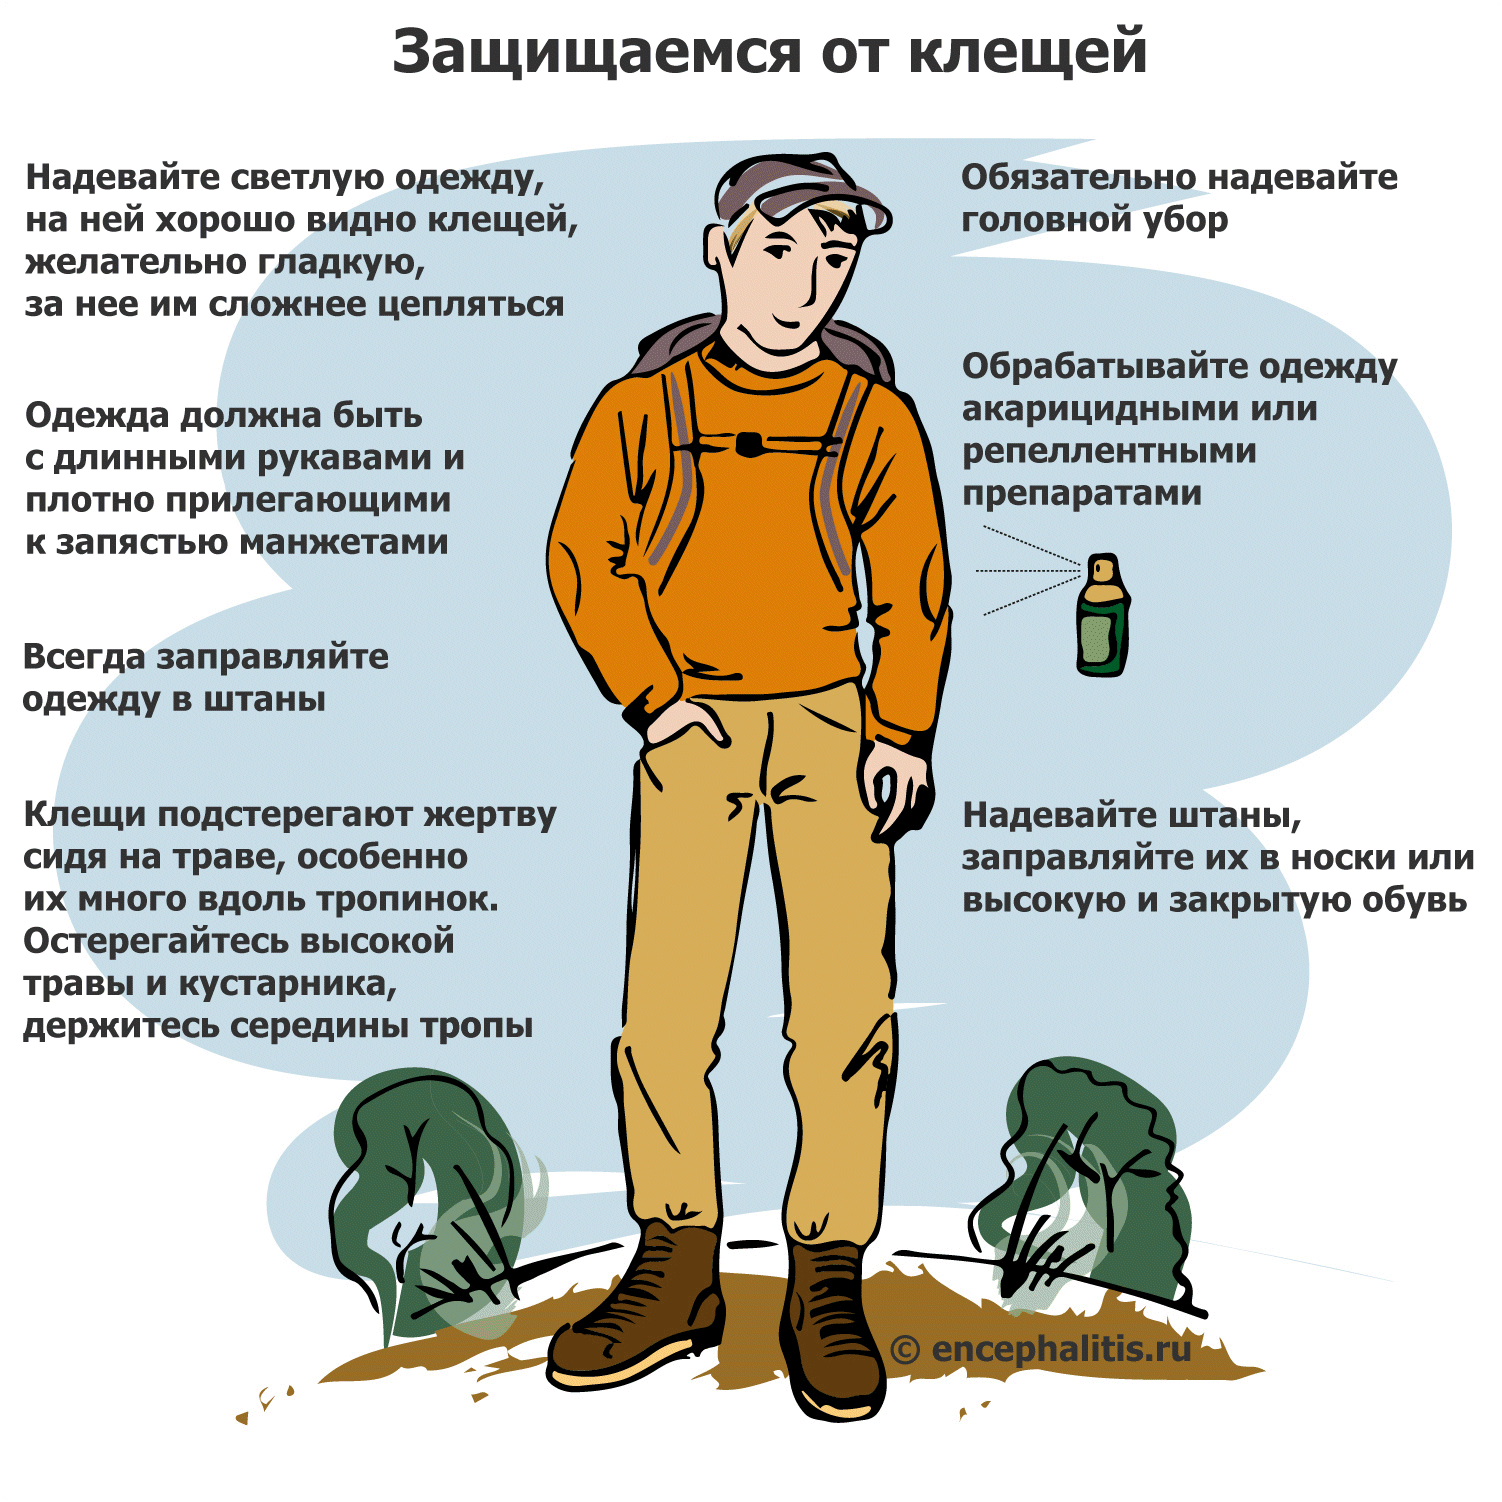 Защищаемся от клещей
Надевайте светлую одежду,
на ней хорошо видно клещей,
желательно гладкую,
за нее им сложнее цепляться
Одежда должна быть
с длинными рукавами и
плотно прилегающими
к запястью манжетами
Всегда заправляйте
одежду в штаны
Клещи подстерегают жертву
сидя на траве, особенно
их много вдоль тропинок.
Остерегайтесь высокой
травы и кустарника,
держитесь середины тропы
Обязательно надевайте
головной убор
Обрабатывайте одежду
акарицидными или
репеллентными
препаратами
Надевайте штаны,
заправляйте их в носки или
высокую и закрытую обувь
© encephalitis.ru